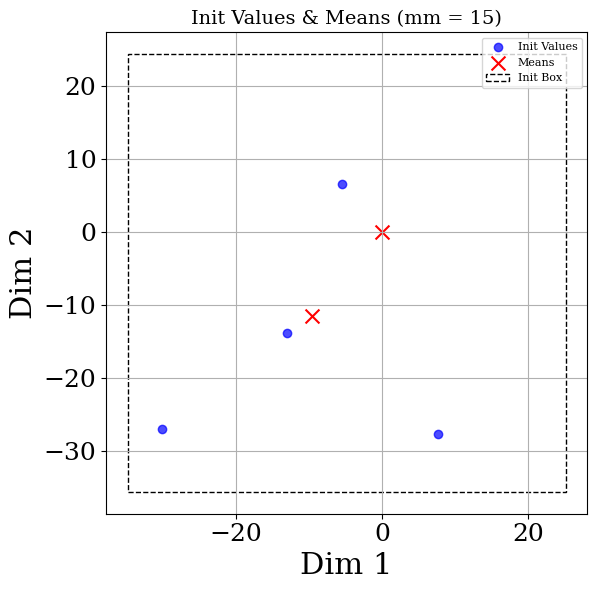 Init Values & Means (mm = 15)
Init Values
Means
Init Box
20
10
0
−10
−20
−30
Dim 2
−20
0
20
Dim 1